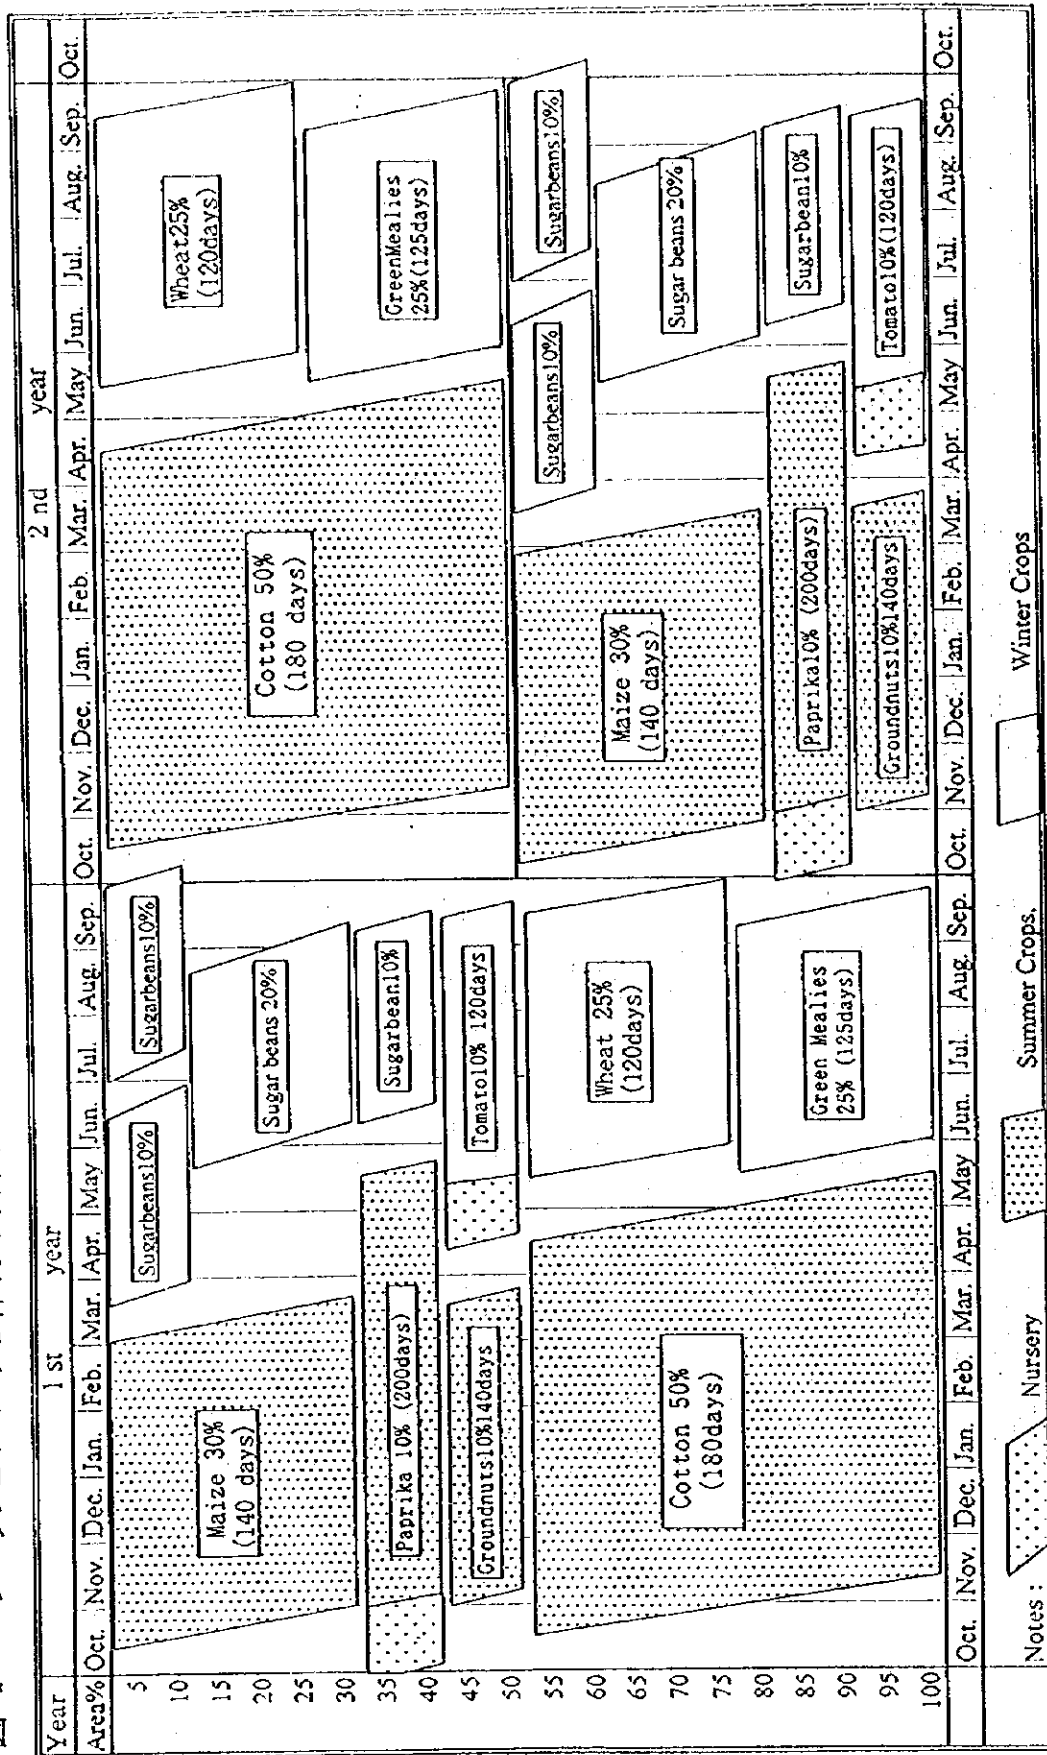 Year
1 st year
2 nd year
Area% Oct. Nov. Dec. Jan. Feb. Mar. Apr. May Jun. Jul. Aug. Sep. Oct. Nov. Dec. Jan. Feb. Mar. Apr. May Jun. Jul. Aug. Sep. Oct.
5
10
20
25
30
35
40
45
50
55
60
65
70
75
80
85
90
95
100
Maize 30%
(140 days)
Sugarbeans10%
Sugarbeans10%
Sugar beans 20%
Paprika 10% (200days)
Sugarbean10%
Groundnuts10%140days
Tomato10% 120days
Cotton 50%
(180days)
Wheat 25%
(120days)
Green Mealies
25% (125days)
Cotton 50%
(180 days)
Wheat25%
(120days)
GreenMealies
25%(125days)
Maize 30%
(140 days)
Sugarbeans10%
Sugarbeans10%
Sugar beans 20%
Paprika10% (200days)
Sugarbean10%
Groundnuts10%140days
Tomato10%(120days)
Oct. Nov. Dec. Jan. Feb. Mar. Apr. May Jun. Jul. Aug. Sep. Oct. Nov. Dec. Jan. Feb. Mar. Apr. May Jun. Jul. Aug. Sep. Oct.
Notes :
Nursery
Summer Crops.
Winter Crops